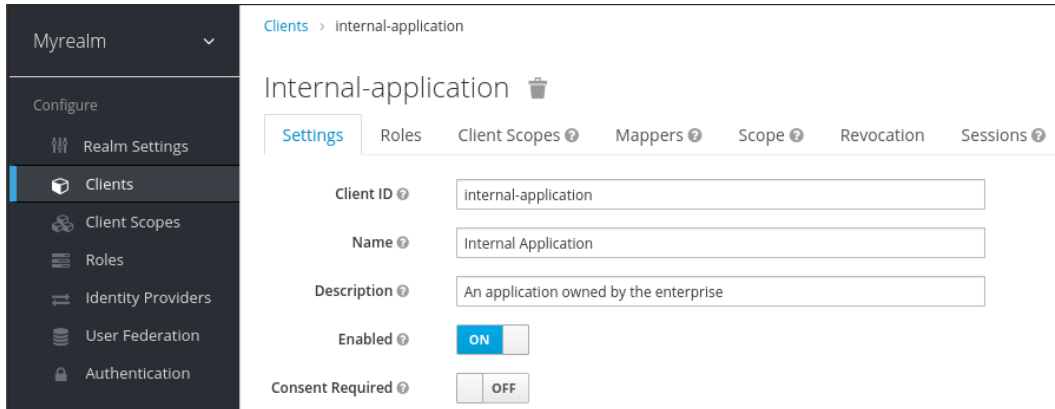 Myrealm
Configure
Realm Settings
Clients
Client Scopes
Roles
Identity Providers
User Federation
Authentication
Clients > internal-application
Internal-application
Settings Roles Client Scopes ? Mappers ? Scope ? Revocation Sessions ?
Client ID ? internal-application
Name ? Internal Application
Description ? An application owned by the enterprise
Enabled ? ON
Consent Required ? OFF